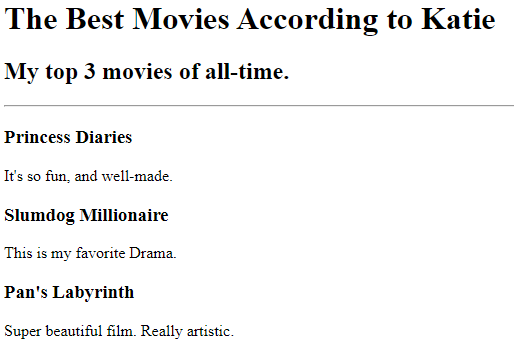 The Best Movies According to Katie
My top 3 movies of all-time.
Princess Diaries
It's so fun, and well-made.
Slumdog Millionaire
This is my favorite Drama.
Pan's Labyrinth
Super beautiful film. Really artistic.